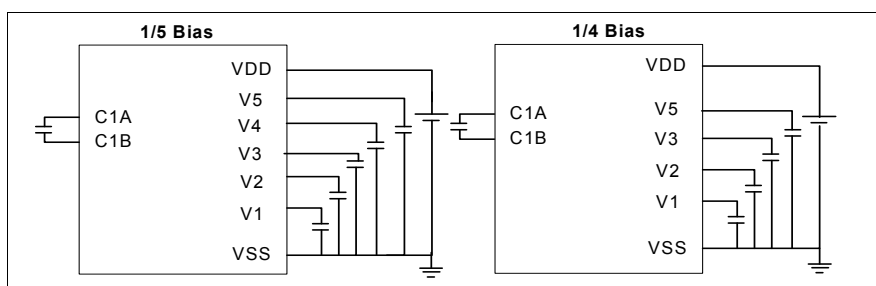 1/5 Bias
VDD
V5
C1A
V4
C1B
V3
V2
V1
VSS
1/4 Bias
VDD
C1A
V5
C1B
V3
V2
V1
VSS